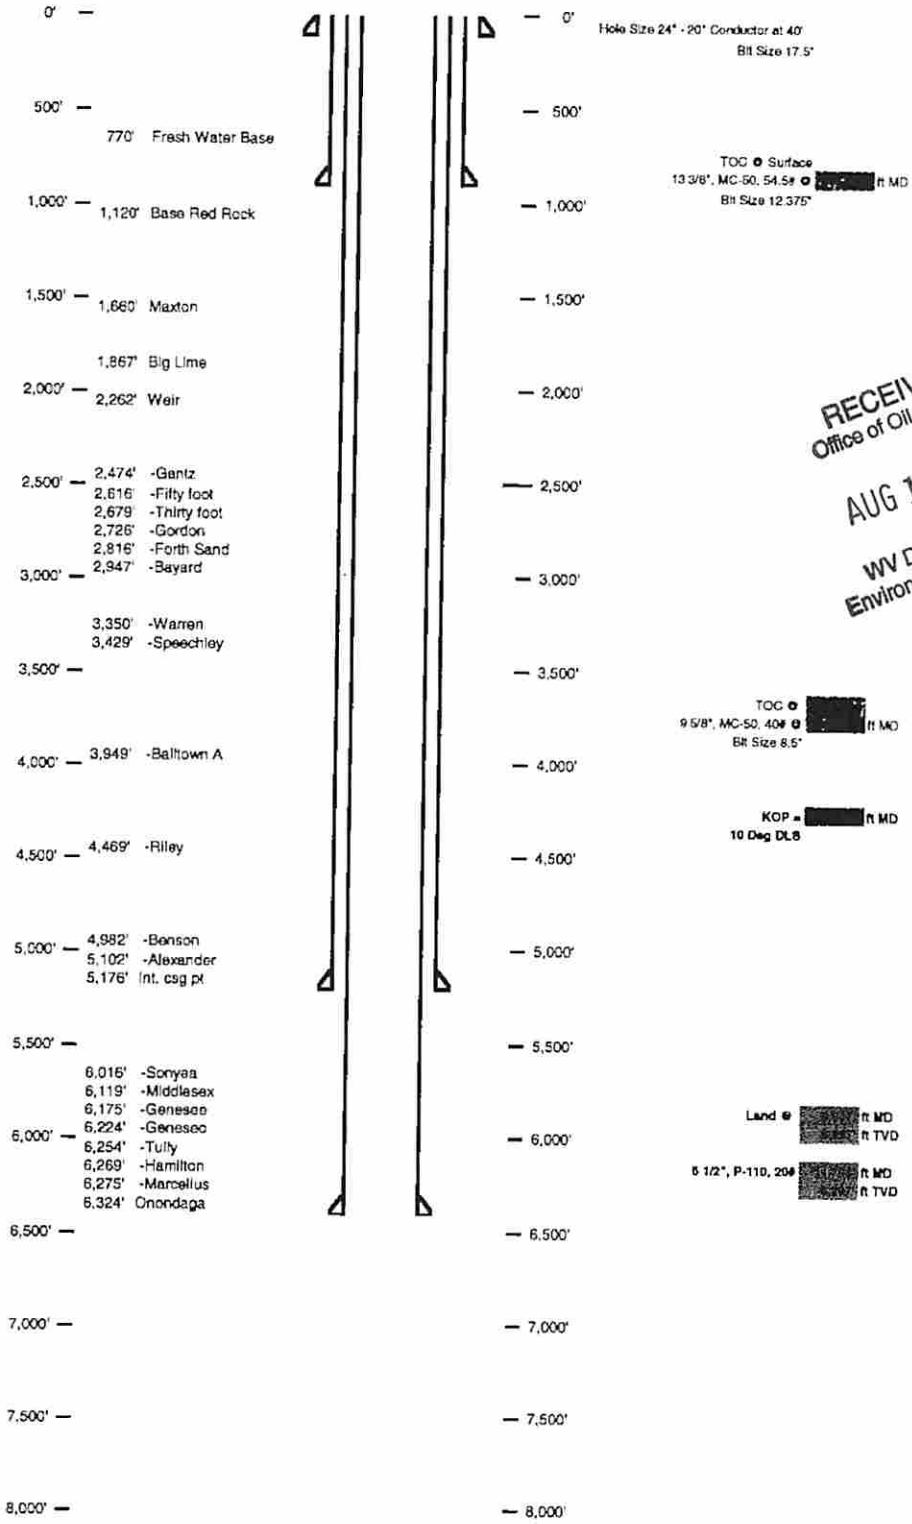 0'
500'
770' Fresh Water Base
1,000'
1,120' Base Red Rock
1,500'
1,660' Maxton
1,867' Big Lime
2,000'
2,262' Weir
2,474' -Gantz
2,500'
2,616' -Fifty foot
2,679' -Thirty foot
2,726' -Gordon
2,816' -Forth Sand
2,947' -Bayard
3,000'
3,350' -Warren
3,429' -Speechley
3,500'
3,949' -Balltown A
4,000'
4,469' -Riley
4,500'
4,982' -Benson
5,000'
5,102' -Alexander
5,176' Int. csg pt
5,500'
6,016' -Sonyea
6,119' -Middlesex
6,175' -Genesee
6,224' -Geneseo
6,000'
6,254' -Tully
6,269' -Hamilton
6,275' -Marcellus
6,324' Onondaga
6,500'
7,000'
7,500'
8,000'
0'
500'
1,000'
1,500'
2,000'
2,500'
3,000'
3,500'
4,000'
4,500'
5,000'
5,500'
6,000'
6,500'
7,000'
7,500'
8,000'
Hole Size 24" - 20" Conductor at 40'
Bit Size 17.5"
TOC @ Surface
13 3/8", MC-50, 54.5# @ ft MD
Bit Size 12.375"
RECEIV
Office of Oil
AUG 1
WV D
Environ
TOC @
9 5/8", MC-50, 40# @ ft MD
Bit Size 8.5"
KOP = ft MD
10 Deg DLS
Land @ ft MD
ft TVD
5 1/2", P-110, 20# ft MD
ft TVD